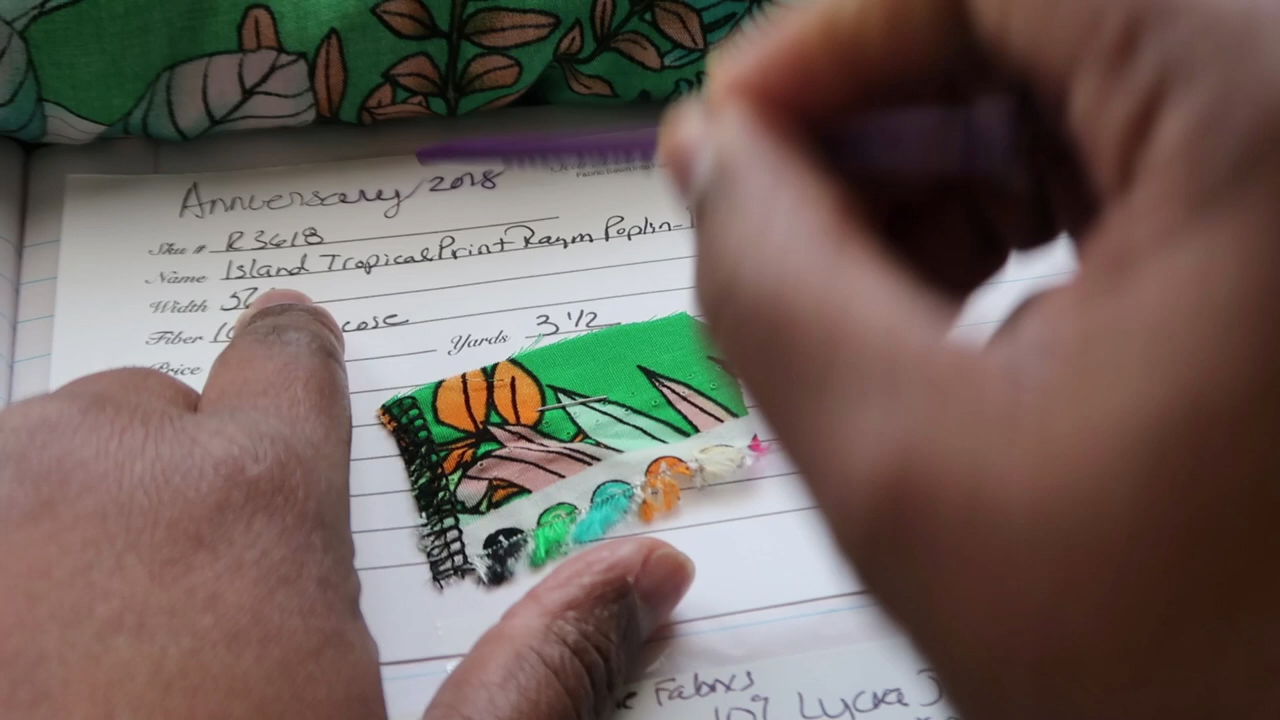 Anniversary 2018
Sku # R3618
Name Island Tropical Print Rayon Poplin-
Width
Fiber
Yards 3 1/2
Price
Fabrics
10% Lycra